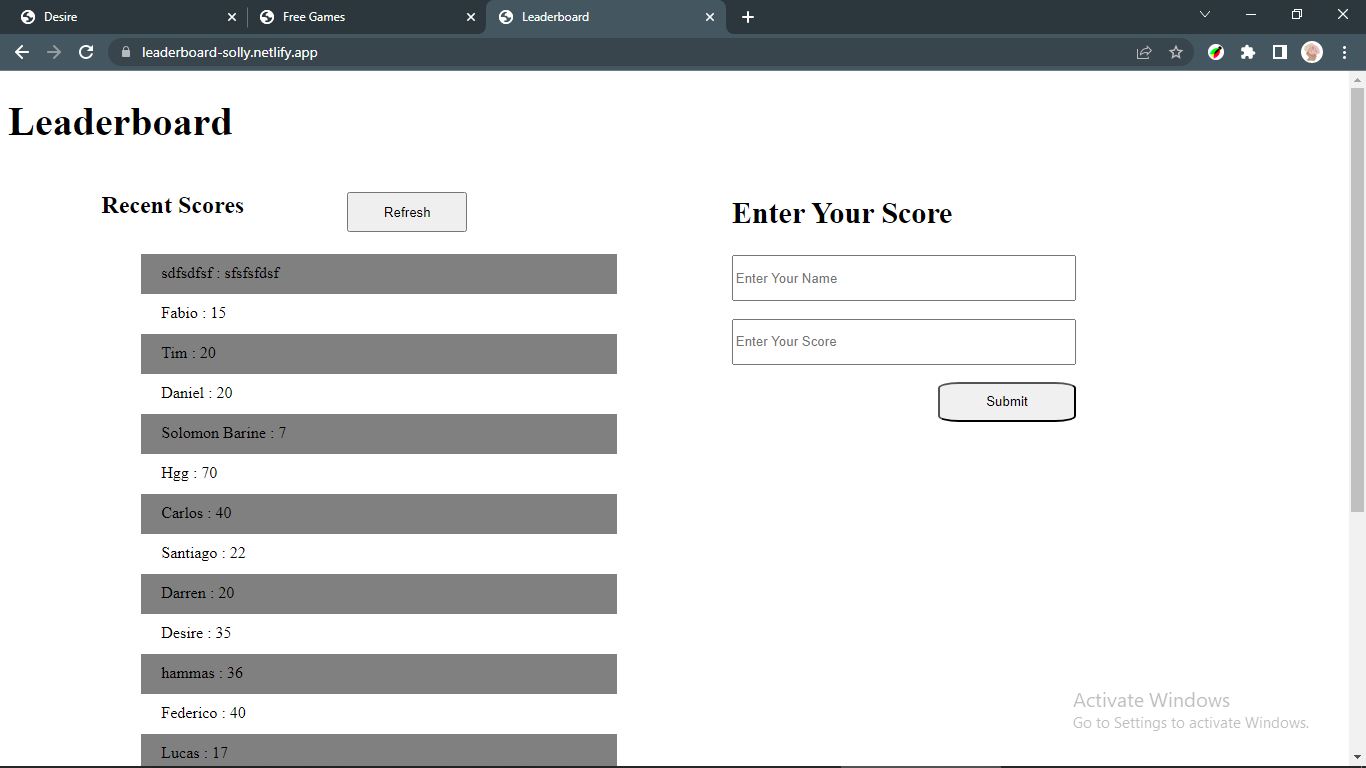 Desire
Free Games
Leaderboard
leaderboard-solly.netlify.app
Leaderboard
Recent Scores
Refresh
sdfsdfsf : sfsfsfdsf
Fabio : 15
Tim : 20
Daniel : 20
Solomon Barine : 7
Hgg : 70
Carlos : 40
Santiago : 22
Darren : 20
Desire : 35
hammas : 36
Federico : 40
Lucas : 17
Enter Your Score
Enter Your Name
Enter Your Score
Submit
Activate Windows
Go to Settings to activate Windows.